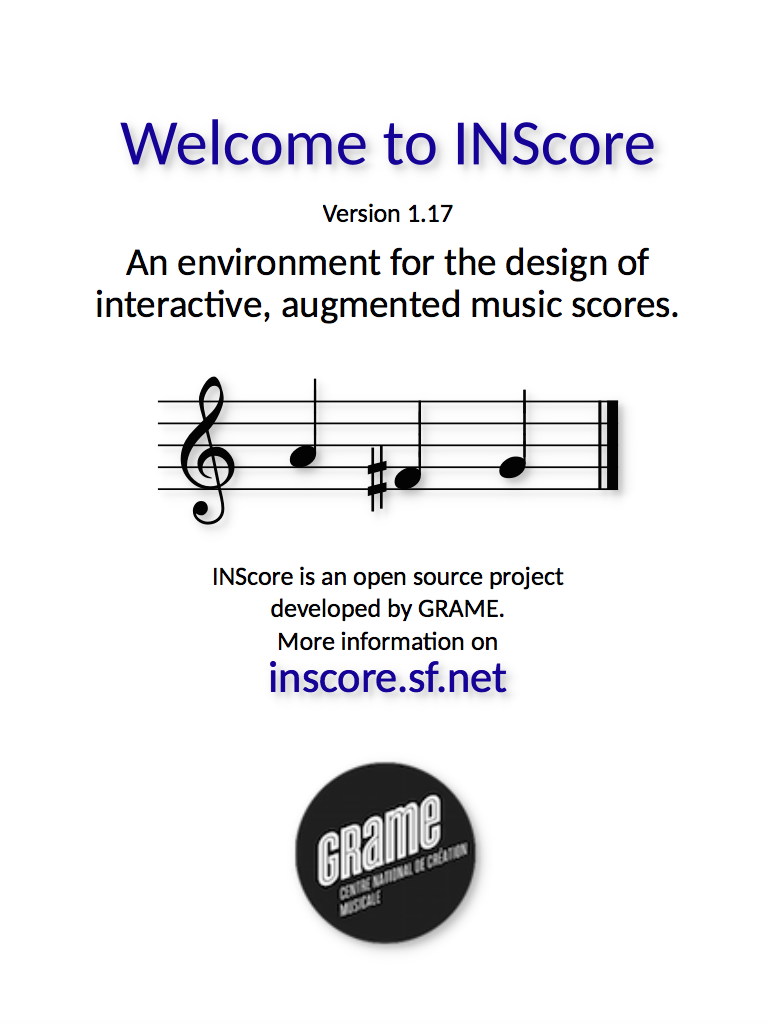 Welcome to INScore
Version 1.17
An environment for the design of
interactive, augmented music scores.
INScore is an open source project
developed by GRAME.
More information on
inscore.sf.net
GRame
CENTRE NATIONAL DE CRÉATION
MUSICALE